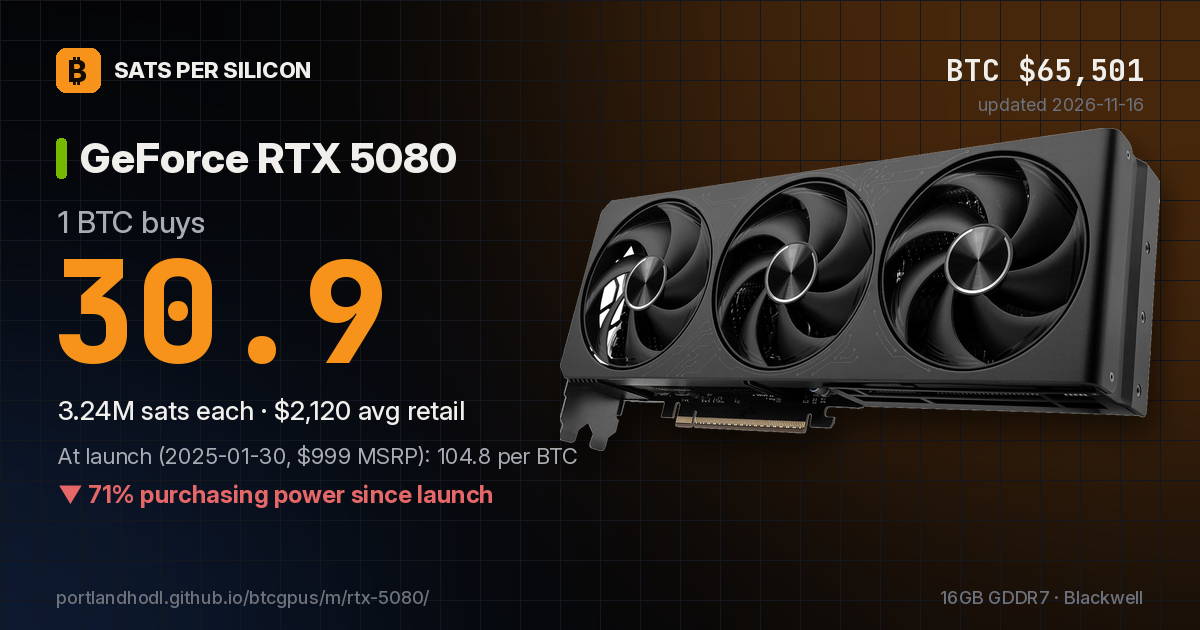 ₿ SATS PER SILICON
BTC $65,501
updated 2026-11-16
GeForce RTX 5080
1 BTC buys
30.9
3.24M sats each · $2,120 avg retail
At launch (2025-01-30, $999 MSRP): 104.8 per BTC
▼ 71% purchasing power since launch
portlandhodl.github.io/btcgpus/m/rtx-5080/
16GB GDDR7 · Blackwell